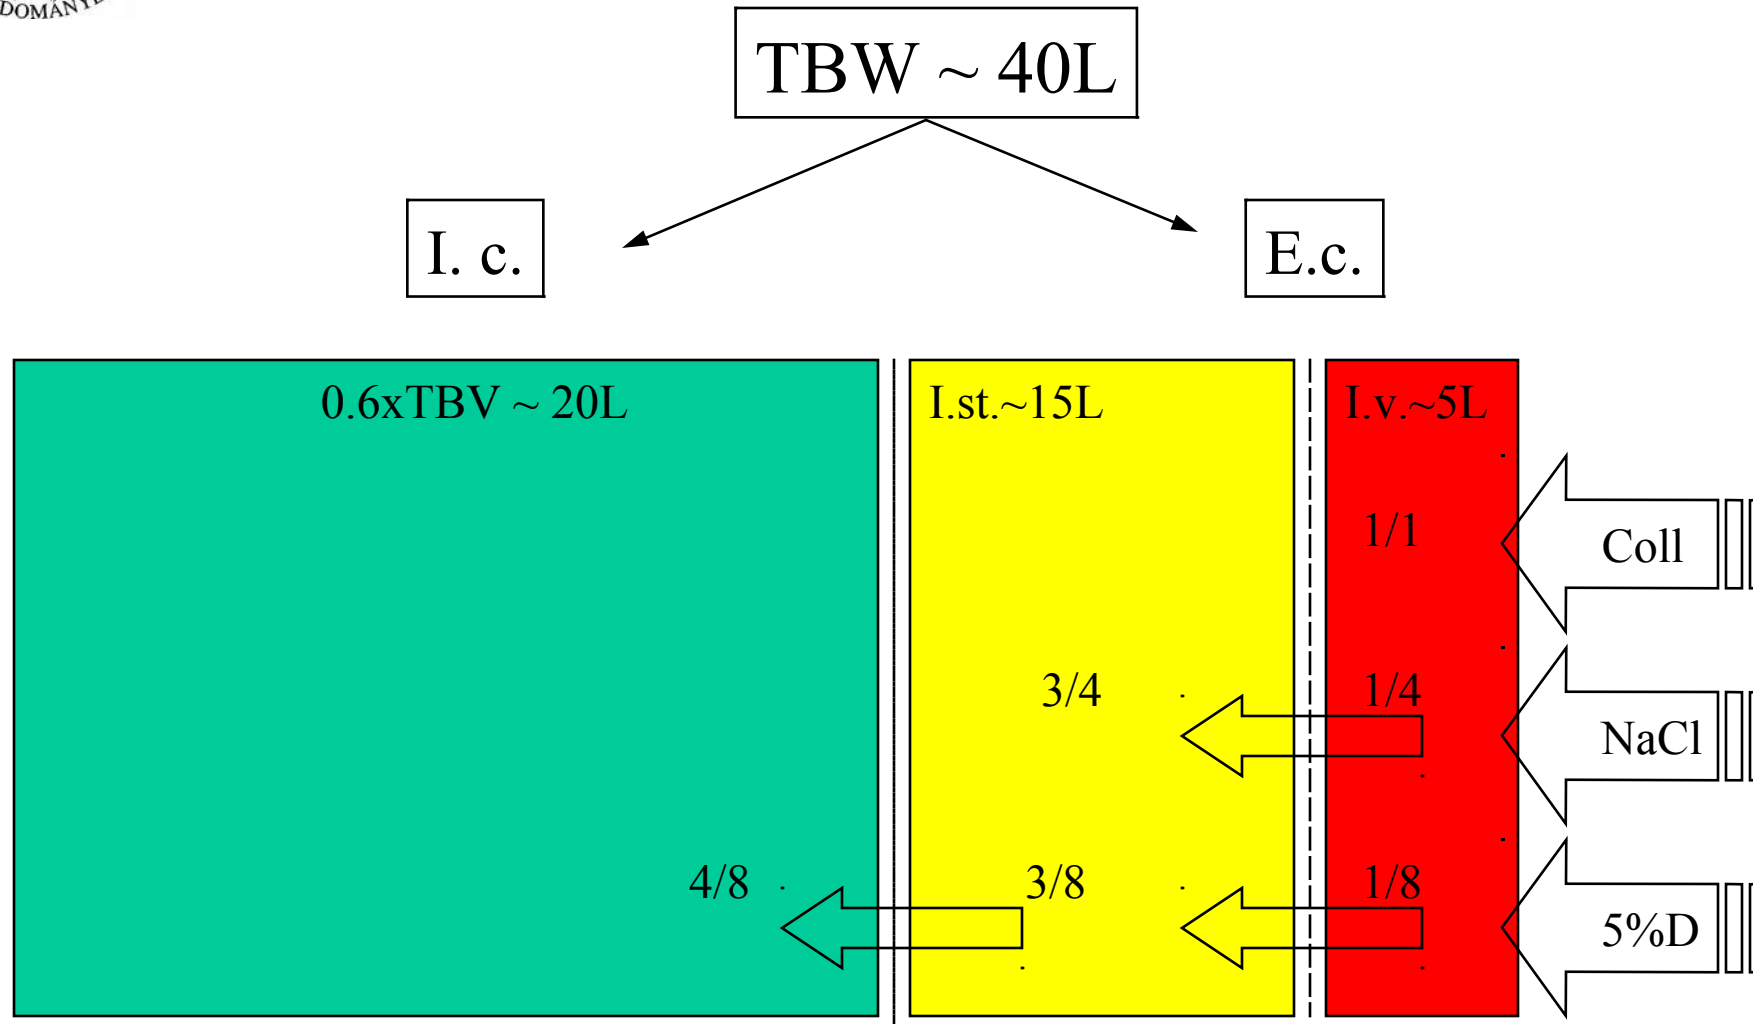 TBW ~ 40L
I. c.
E.c.
0.6xTBV ~ 20L
I.st.~15L
I.v.~5L
1/1
Coll
3/4
1/4
NaCl
4/8
3/8
1/8
5%D